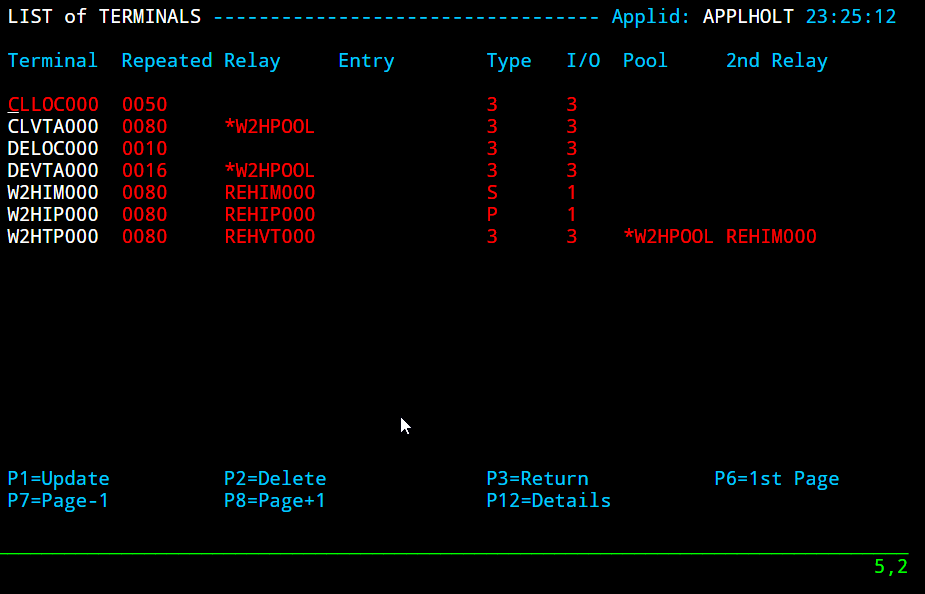 LIST of TERMINALS ---------------------------------- Applid: APPLHOLT 23:25:12
Terminal  Repeated Relay     Entry        Type   I/O  Pool     2nd Relay
CLLOC000  0050                            3      3
CLVTA000  0080     *W2HPOOL               3      3
DELOC000  0010                            3      3
DEVTA000  0016     *W2HPOOL               3      3
W2HIM000  0080     REHIM000               S      1
W2HIP000  0080     REHIP000               P      1
W2HTP000  0080     REHVT000               3      3    *W2HPOOL REHIM000
P1=Update          P2=Delete              P3=Return           P6=1st Page
P7=Page-1          P8=Page+1              P12=Details
5,2